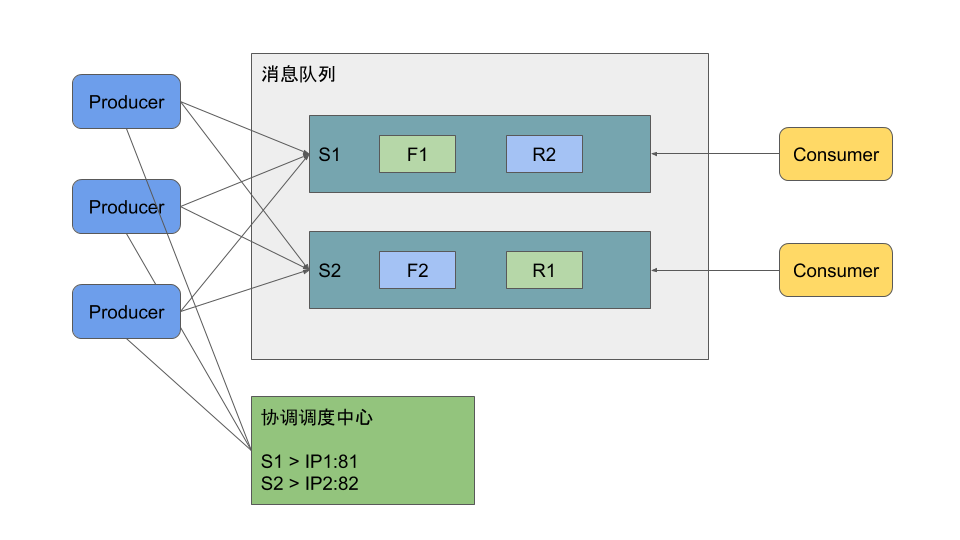 消息队列
Producer
S1
F1
R2
Consumer
Producer
S2
F2
R1
Consumer
Producer
协调调度中心
S1 > IP1:81
S2 > IP2:82